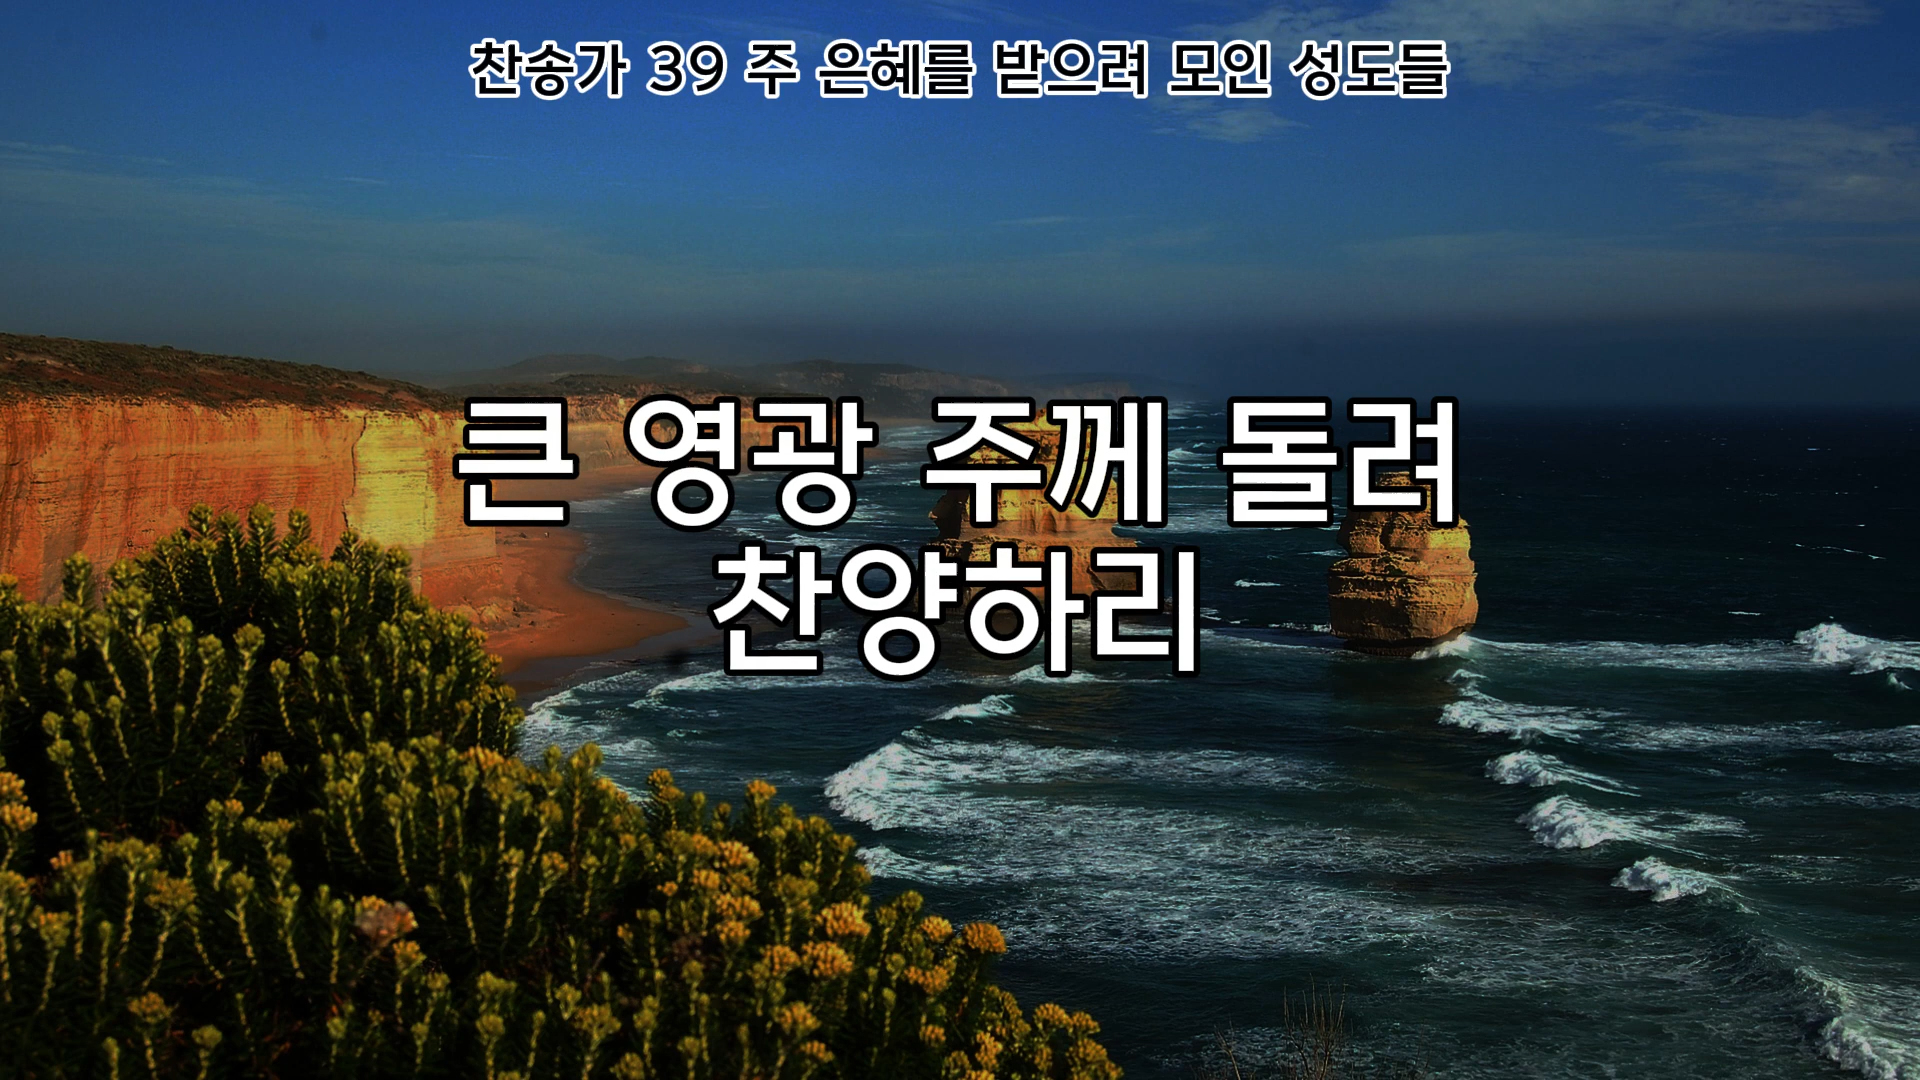 찬송가 39 주 은혜를 받으려 모인 성도들
큰 영광 주께 돌려
찬양하리